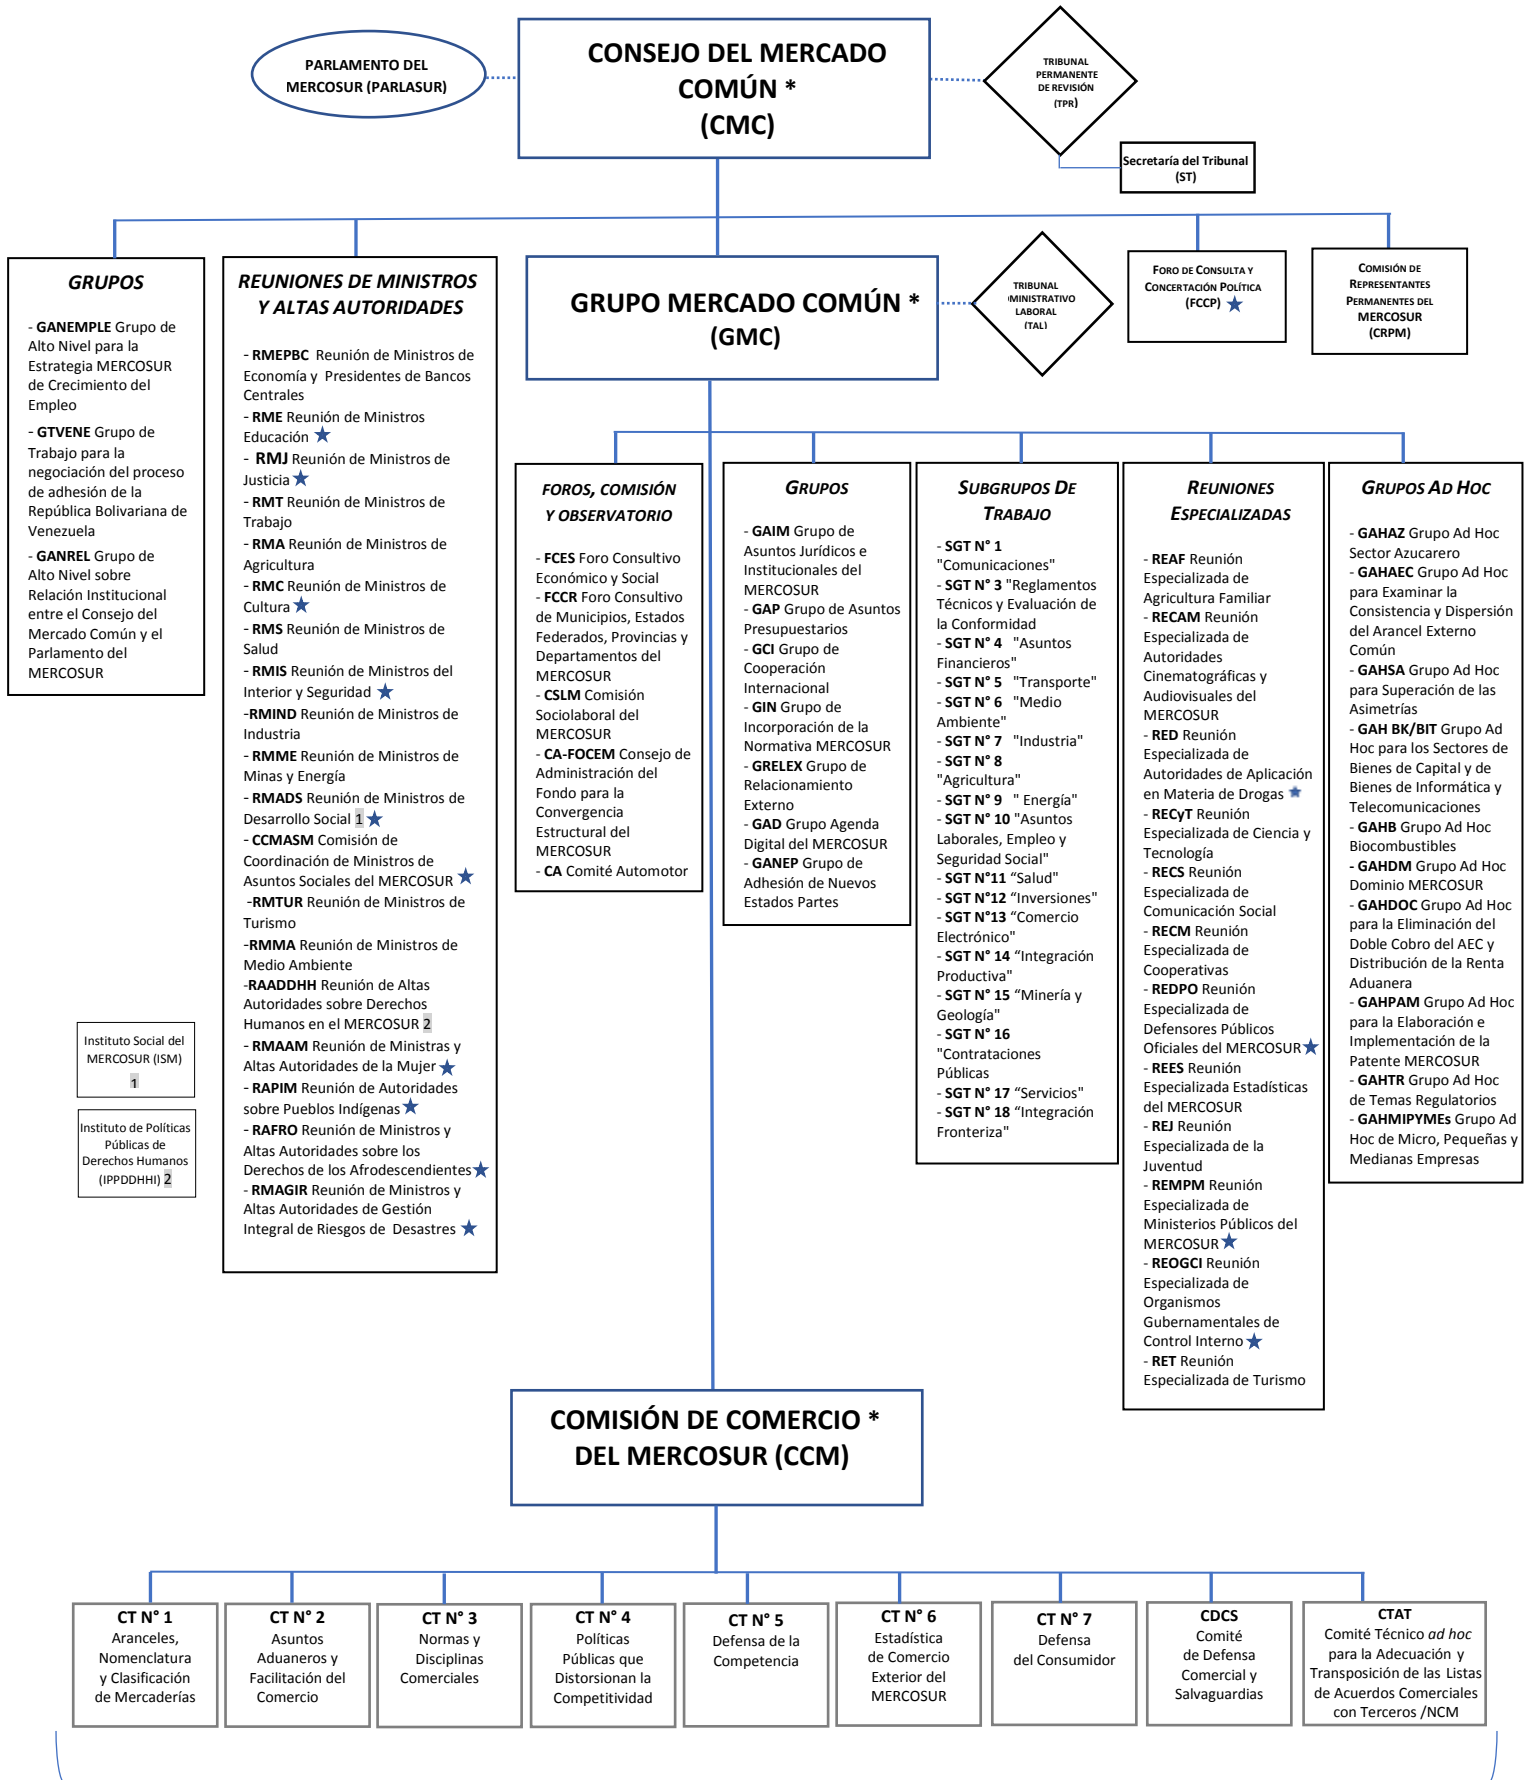 PARLAMENTO DEL
MERCOSUR (PARLASUR)
CONSEJO DEL MERCADO
COMÚN *
(CMC)
TRIBUNAL
PERMANENTE
DE REVISIÓN
(TPR)
Secretaría del Tribunal
(ST)
GRUPOS
- GANEMPLE Grupo de
Alto Nivel para la
Estrategia MERCOSUR
de Crecimiento del
Empleo
- GTVENE Grupo de
Trabajo para la
negociación del proceso
de adhesión de la
República Bolivariana de
Venezuela
- GANREL Grupo de
Alto Nivel sobre
Relación Institucional
entre el Consejo del
Mercado Común y el
Parlamento del
MERCOSUR
REUNIONES DE MINISTROS
Y ALTAS AUTORIDADES
- RMEPBC Reunión de Ministros de
Economía y Presidentes de Bancos
Centrales
- RME Reunión de Ministros
Educación ★
- RMJ Reunión de Ministros de
Justicia ★
- RMT Reunión de Ministros de
Trabajo
- RMA Reunión de Ministros de
Agricultura
- RMC Reunión de Ministros de
Cultura ★
- RMS Reunión de Ministros de
Salud
- RMIS Reunión de Ministros del
Interior y Seguridad ★
-RMIND Reunión de Ministros de
Industria
- RMME Reunión de Ministros de
Minas y Energía
- RMADS Reunión de Ministros de
Desarrollo Social 1 ★
- CCMASM Comisión de
Coordinación de Ministros de
Asuntos Sociales del MERCOSUR ★
-RMTUR Reunión de Ministros de
Turismo
-RMMA Reunión de Ministros de
Medio Ambiente
-RAADDHH Reunión de Altas
Autoridades sobre Derechos
Humanos en el MERCOSUR 2
- RMAAM Reunión de Ministras y
Altas Autoridades de la Mujer ★
- RAPIM Reunión de Autoridades
sobre Pueblos Indígenas ★
- RAFRO Reunión de Ministros y
Altas Autoridades sobre los
Derechos de los Afrodescendientes ★
- RMAGIR Reunión de Ministros y
Altas Autoridades de Gestión
Integral de Riesgos de Desastres ★
Instituto Social del
MERCOSUR (ISM)
1
Instituto de Políticas
Públicas de
Derechos Humanos
(IPPDDHHI) 2
GRUPO MERCADO COMÚN *
(GMC)
TRIBUNAL
MINISTRATIVO
LABORAL
(TAL)
FORO DE CONSULTA Y
CONCERTACIÓN POLÍTICA
(FCCP) ★
COMISIÓN DE
REPRESENTANTES
PERMANENTES DEL
MERCOSUR
(CRPM)
FOROS, COMISIÓN
Y OBSERVATORIO
- FCES Foro Consultivo
Económico y Social
- FCCR Foro Consultivo
de Municipios, Estados
Federados, Provincias y
Departamentos del
MERCOSUR
- CSLM Comisión
Sociolaboral del
MERCOSUR
- CA-FOCEM Consejo de
Administración del
Fondo para la
Convergencia
Estructural del
MERCOSUR
- CA Comité Automotor
GRUPOS
- GAIM Grupo de
Asuntos Jurídicos e
Institucionales del
MERCOSUR
- GAP Grupo de Asuntos
Presupuestarios
- GCI Grupo de
Cooperación
Internacional
- GIN Grupo de
Incorporación de la
Normativa MERCOSUR
- GRELEX Grupo de
Relacionamiento
Externo
- GAD Grupo Agenda
Digital del MERCOSUR
- GANEP Grupo de
Adhesión de Nuevos
Estados Partes
SUBGRUPOS DE
TRABAJO
- SGT N° 1
"Comunicaciones"
- SGT N° 3 "Reglamentos
Técnicos y Evaluación de
la Conformidad
- SGT N° 4 "Asuntos
Financieros"
- SGT N° 5 "Transporte"
- SGT N° 6 "Medio
Ambiente"
- SGT N° 7 "Industria"
- SGT N° 8
"Agricultura"
- SGT N° 9 " Energía"
- SGT N° 10 "Asuntos
Laborales, Empleo y
Seguridad Social"
- SGT N°11 “Salud"
- SGT N°12 “Inversiones"
- SGT N°13 “Comercio
Electrónico"
- SGT N° 14 “Integración
Productiva"
- SGT N° 15 “Minería y
Geología"
- SGT N° 16
"Contrataciones
Públicas
- SGT N° 17 “Servicios"
- SGT N° 18 “Integración
Fronteriza"
REUNIONES
ESPECIALIZADAS
- REAF Reunión
Especializada de
Agricultura Familiar
- RECAM Reunión
Especializada de
Autoridades
Cinematográficas y
Audiovisuales del
MERCOSUR
- RED Reunión
Especializada de
Autoridades de Aplicación
en Materia de Drogas ★
- RECyT Reunión
Especializada de Ciencia y
Tecnología
- RECS Reunión
Especializada de
Comunicación Social
- RECM Reunión
Especializada de
Cooperativas
- REDPO Reunión
Especializada de
Defensores Públicos
Oficiales del MERCOSUR ★
- REES Reunión
Especializada Estadísticas
del MERCOSUR
- REJ Reunión
Especializada de la
Juventud
- REMPM Reunión
Especializada de
Ministerios Públicos del
MERCOSUR ★
- REOGCI Reunión
Especializada de
Organismos
Gubernamentales de
Control Interno ★
- RET Reunión
Especializada de Turismo
GRUPOS AD HOC
- GAHAZ Grupo Ad Hoc
Sector Azucarero
- GAHAEC Grupo Ad Hoc
para Examinar la
Consistencia y Dispersión
del Arancel Externo
Común
- GAHSA Grupo Ad Hoc
para Superación de las
Asimetrías
- GAH BK/BIT Grupo Ad
Hoc para los Sectores de
Bienes de Capital y de
Bienes de Informática y
Telecomunicaciones
- GAHB Grupo Ad Hoc
Biocombustibles
- GAHDM Grupo Ad Hoc
Dominio MERCOSUR
- GAHDOC Grupo Ad Hoc
para la Eliminación del
Doble Cobro del AEC y
Distribución de la Renta
Aduanera
- GAHPAM Grupo Ad Hoc
para la Elaboración e
Implementación de la
Patente MERCOSUR
- GAHTR Grupo Ad Hoc
de Temas Regulatorios
- GAHMIPYMEs Grupo Ad
Hoc de Micro, Pequeñas y
Medianas Empresas
COMISIÓN DE COMERCIO *
DEL MERCOSUR (CCM)
CT N° 1
Aranceles,
Nomenclatura
y Clasificación
de Mercaderías
CT N° 2
Asuntos
Aduaneros y
Facilitación del
Comercio
CT N° 3
Normas y
Disciplinas
Comerciales
CT N° 4
Políticas
Públicas que
Distorsionan la
Competitividad
CT N° 5
Defensa de la
Competencia
CT N° 6
Estadística
de Comercio
Exterior del
MERCOSUR
CT N° 7
Defensa
del Consumidor
CDCS
Comité
de Defensa
Comercial y
Salvaguardias
CTAT
Comité Técnico ad hoc
para la Adecuación y
Transposición de las Listas
de Acuerdos Comerciales
con Terceros /NCM